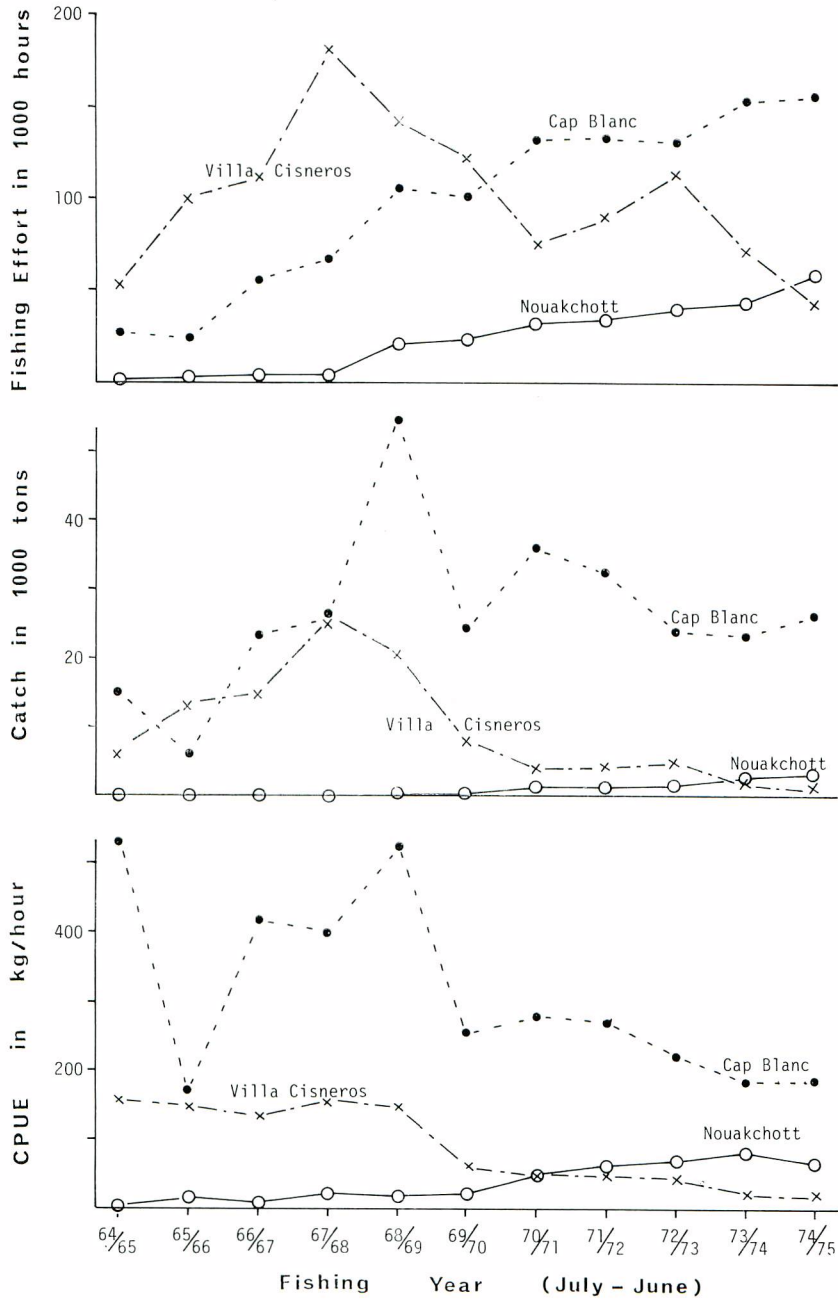 Fishing Effort in 1000 hours
200
100
Cap Blanc
Villa Cisneros
Nouakchott
Catch in 1000 tons
40
20
Cap Blanc
Villa Cisneros
Nouakchott
CPUE in kg/hour
400
200
Villa Cisneros
Cap Blanc
Nouakchott
64/65 65/66 66/67 67/68 68/69 69/70 70/71 71/72 72/73 73/74 74/75
Fishing Year (July - June)